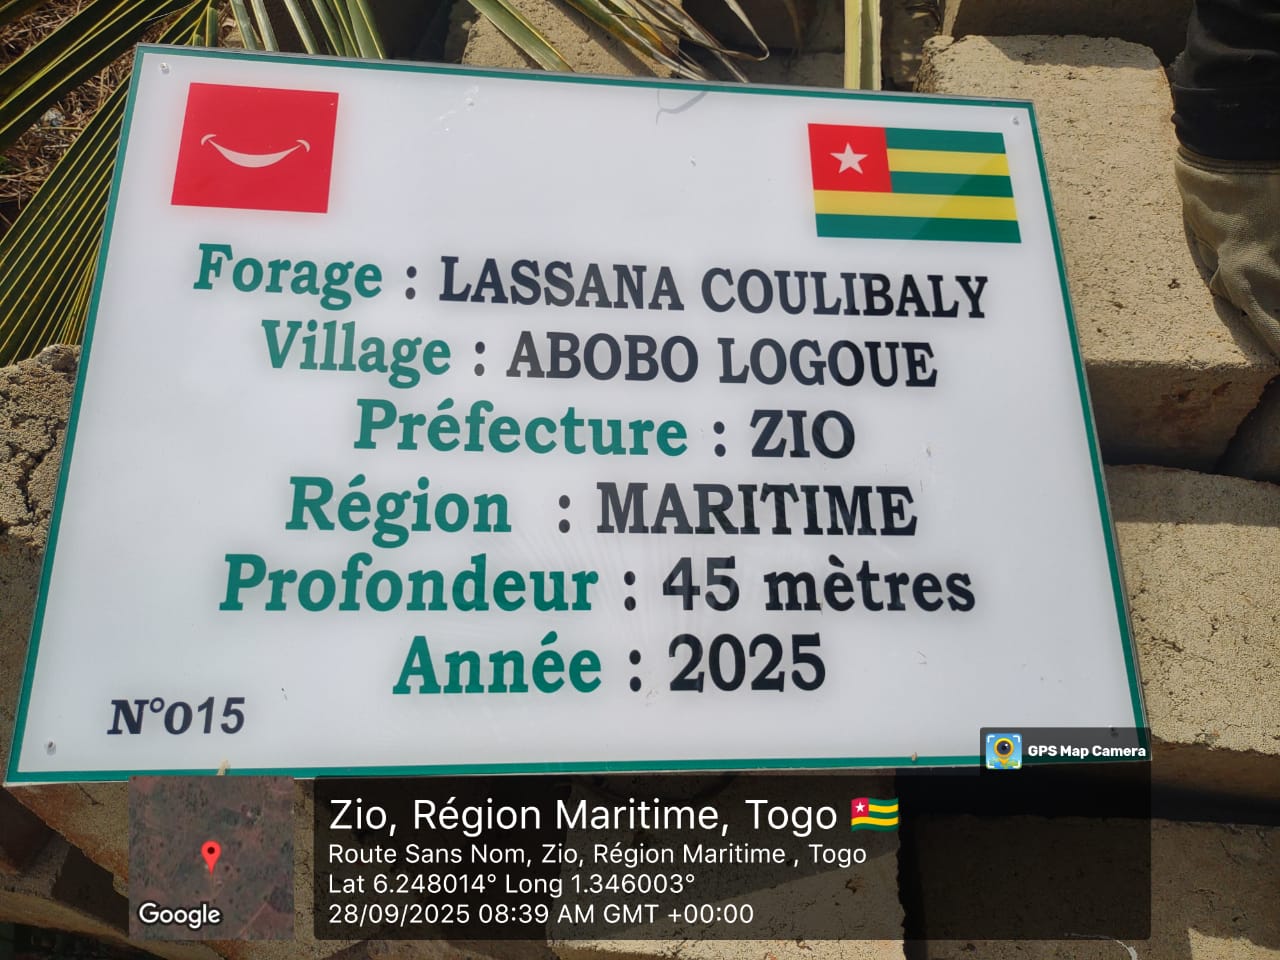 Forage : LASSANA COULIBALY
Village : ABOBO LOGOUE
Préfecture : ZIO
Région : MARITIME
Profondeur : 45 mètres
Année : 2025
N°015
GPS Map Camera
Zio, Région Maritime, Togo
Route Sans Nom, Zio, Région Maritime , Togo
Lat 6.248014° Long 1.346003°
28/09/2025 08:39 AM GMT +00:00
Google